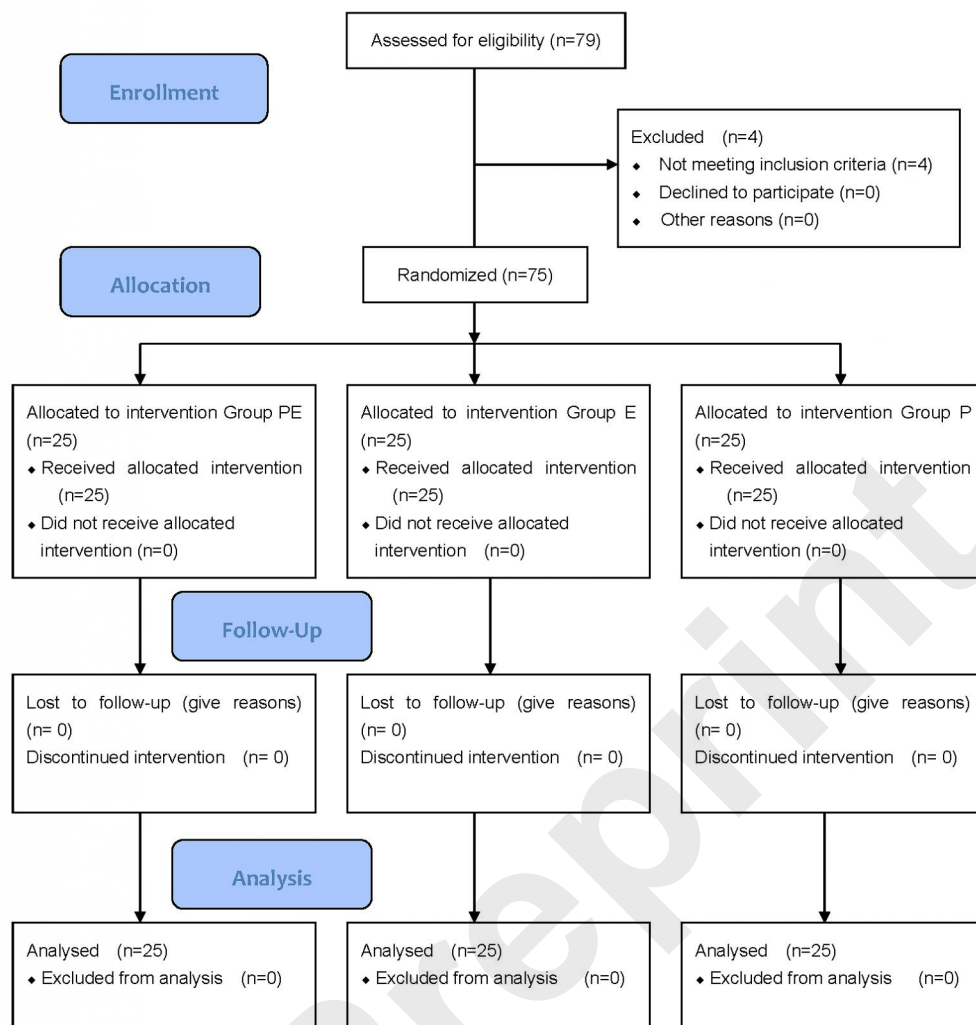 Assessed for eligibility (n=79)
Enrollment
Excluded (n=4)
⬥ Not meeting inclusion criteria (n=4)
⬥ Declined to participate (n=0)
⬥ Other reasons (n=0)
Randomized (n=75)
Allocation
Allocated to intervention Group PE
(n=25)
⬥ Received allocated intervention
(n=25)
⬥ Did not receive allocated
intervention (n=0)
Allocated to intervention Group E
(n=25)
⬥ Received allocated intervention
(n=25)
⬥ Did not receive allocated
intervention (n=0)
Allocated to intervention Group P
(n=25)
⬥ Received allocated intervention
(n=25)
⬥ Did not receive allocated
intervention (n=0)
Follow-Up
Lost to follow-up (give reasons)
(n= 0)
Discontinued intervention (n= 0)
Lost to follow-up (give reasons)
(n= 0)
Discontinued intervention (n= 0)
Lost to follow-up (give reasons)
(n= 0)
Discontinued intervention (n= 0)
Analysis
Analysed (n=25)
⬥ Excluded from analysis (n=0)
Analysed (n=25)
⬥ Excluded from analysis (n=0)
Analysed (n=25)
⬥ Excluded from analysis (n=0)
preprint